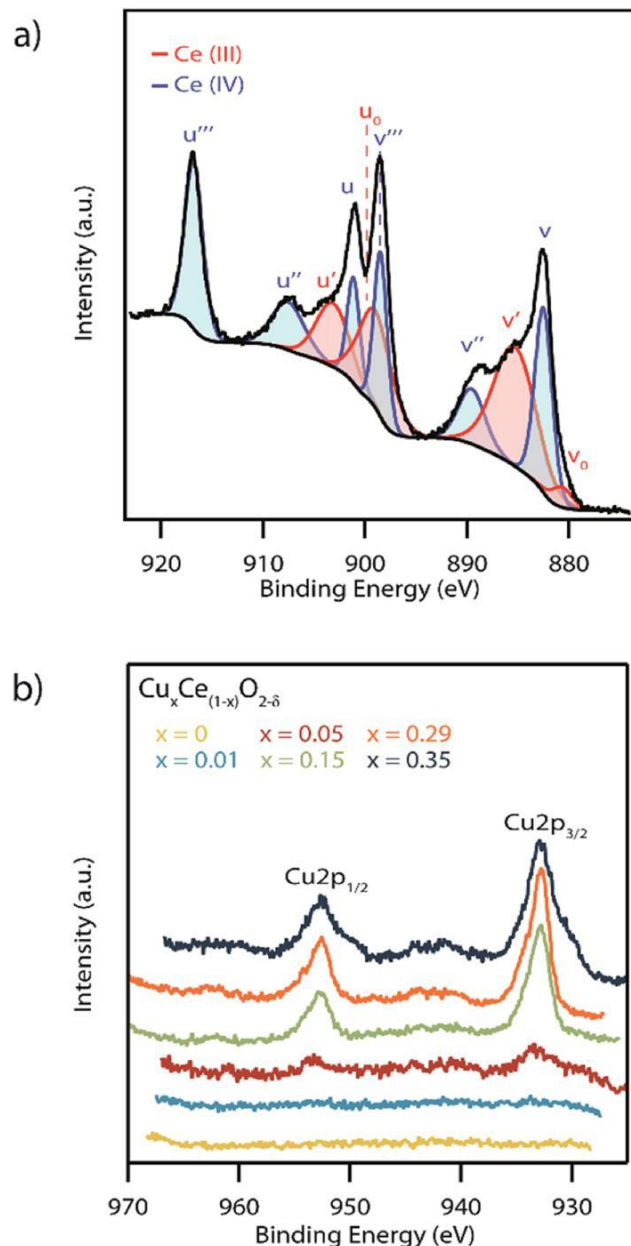 a)
Ce (III)
Ce (IV)
u‴
u″
u′
u
u₀
v‴
v″
v′
v
v₀
Intensity (a.u.)
920 910 900 890 880
Binding Energy (eV)
b)
CuₓCe₍₁₋ₓ₎O₂₋δ
x = 0 x = 0.05 x = 0.29
x = 0.01 x = 0.15 x = 0.35
Cu2p₃/₂
Cu2p₁/₂
Intensity (a.u.)
970 960 950 940 930
Binding Energy (eV)